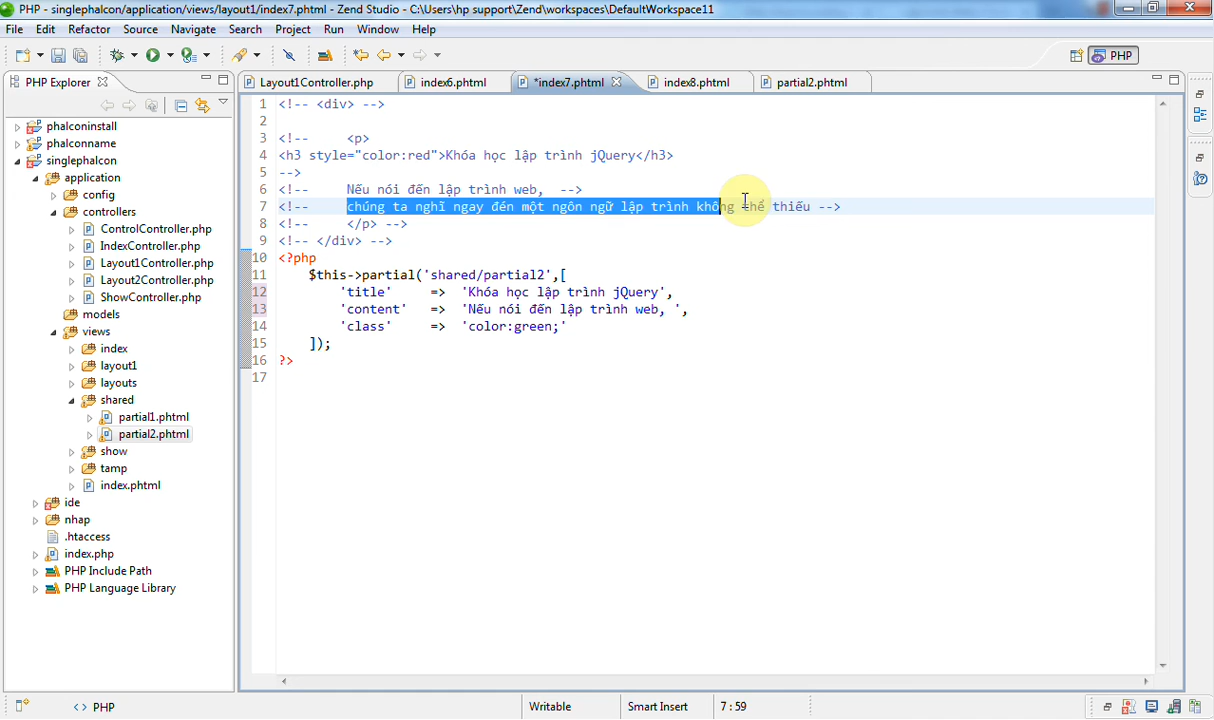 PHP - singlephalcon/application/views/layout1/index7.phtml - Zend Studio - C:\Users\hp support\Zend\workspaces\DefaultWorkspace11
File Edit Refactor Source Navigate Search Project Run Window Help
PHP
PHP Explorer
Layout1Controller.php index6.phtml *index7.phtml index8.phtml partial2.phtml
phalconinstall
phalconname
singlephalcon
application
config
controllers
ControlController.php
IndexController.php
Layout1Controller.php
Layout2Controller.php
ShowController.php
models
views
index
layout1
layouts
shared
partial1.phtml
partial2.phtml
show
tamp
index.phtml
ide
nhap
.htaccess
index.php
PHP Include Path
PHP Language Library
1 <!-- <div> -->
2
3 <!-- <p>
4 <h3 style="color:red">Khóa học lập trình jQuery</h3>
5 -->
6 <!-- Nếu nói đến lập trình web, -->
7 <!-- chúng ta nghĩ ngay đến một ngôn ngữ lập trình không thể thiếu -->
8 <!-- </p> -->
9 <!-- </div> -->
10 <?php
11 $this->partial('shared/partial2',[
12 'title' => 'Khóa học lập trình jQuery',
13 'content' => 'Nếu nói đến lập trình web, ',
14 'class' => 'color:green;'
15 ]);
16 ?>
17
<> PHP Writable Smart Insert 7 : 59